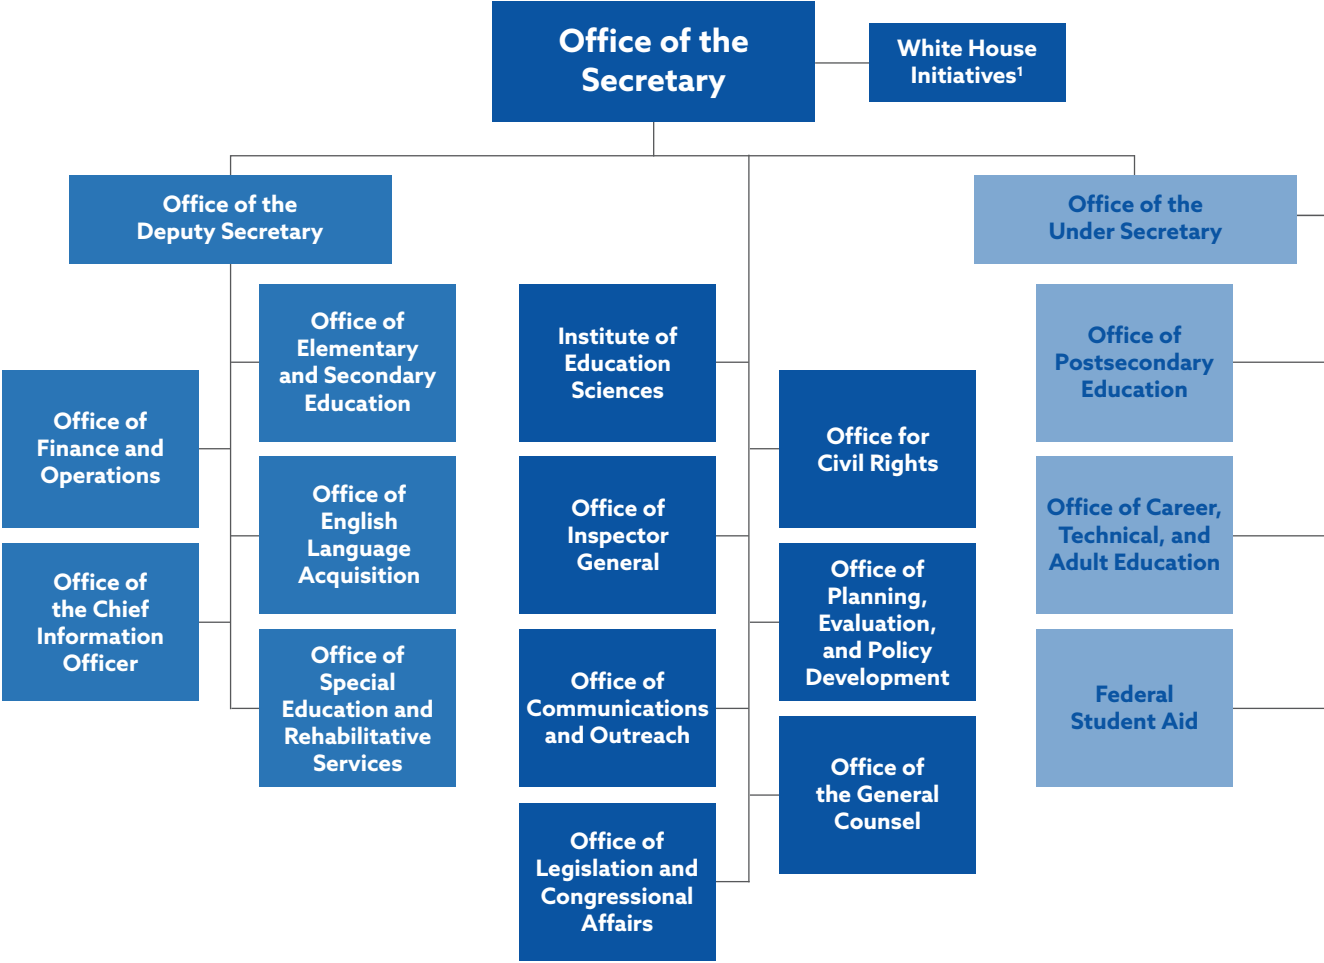 Office of the
Secretary
White House
Initiatives¹
Office of the
Deputy Secretary
Office of the
Under Secretary
Office of
Elementary
and Secondary
Education
Institute of
Education
Sciences
Office of
Postsecondary
Education
Office of
Finance and
Operations
Office for
Civil Rights
Office of
English
Language
Acquisition
Office of
Inspector
General
Office of Career,
Technical, and
Adult Education
Office of
the Chief
Information
Officer
Office of
Planning,
Evaluation,
and Policy
Development
Office of
Special
Education and
Rehabilitative
Services
Office of
Communications
and Outreach
Federal
Student Aid
Office of
the General
Counsel
Office of
Legislation and
Congressional
Affairs